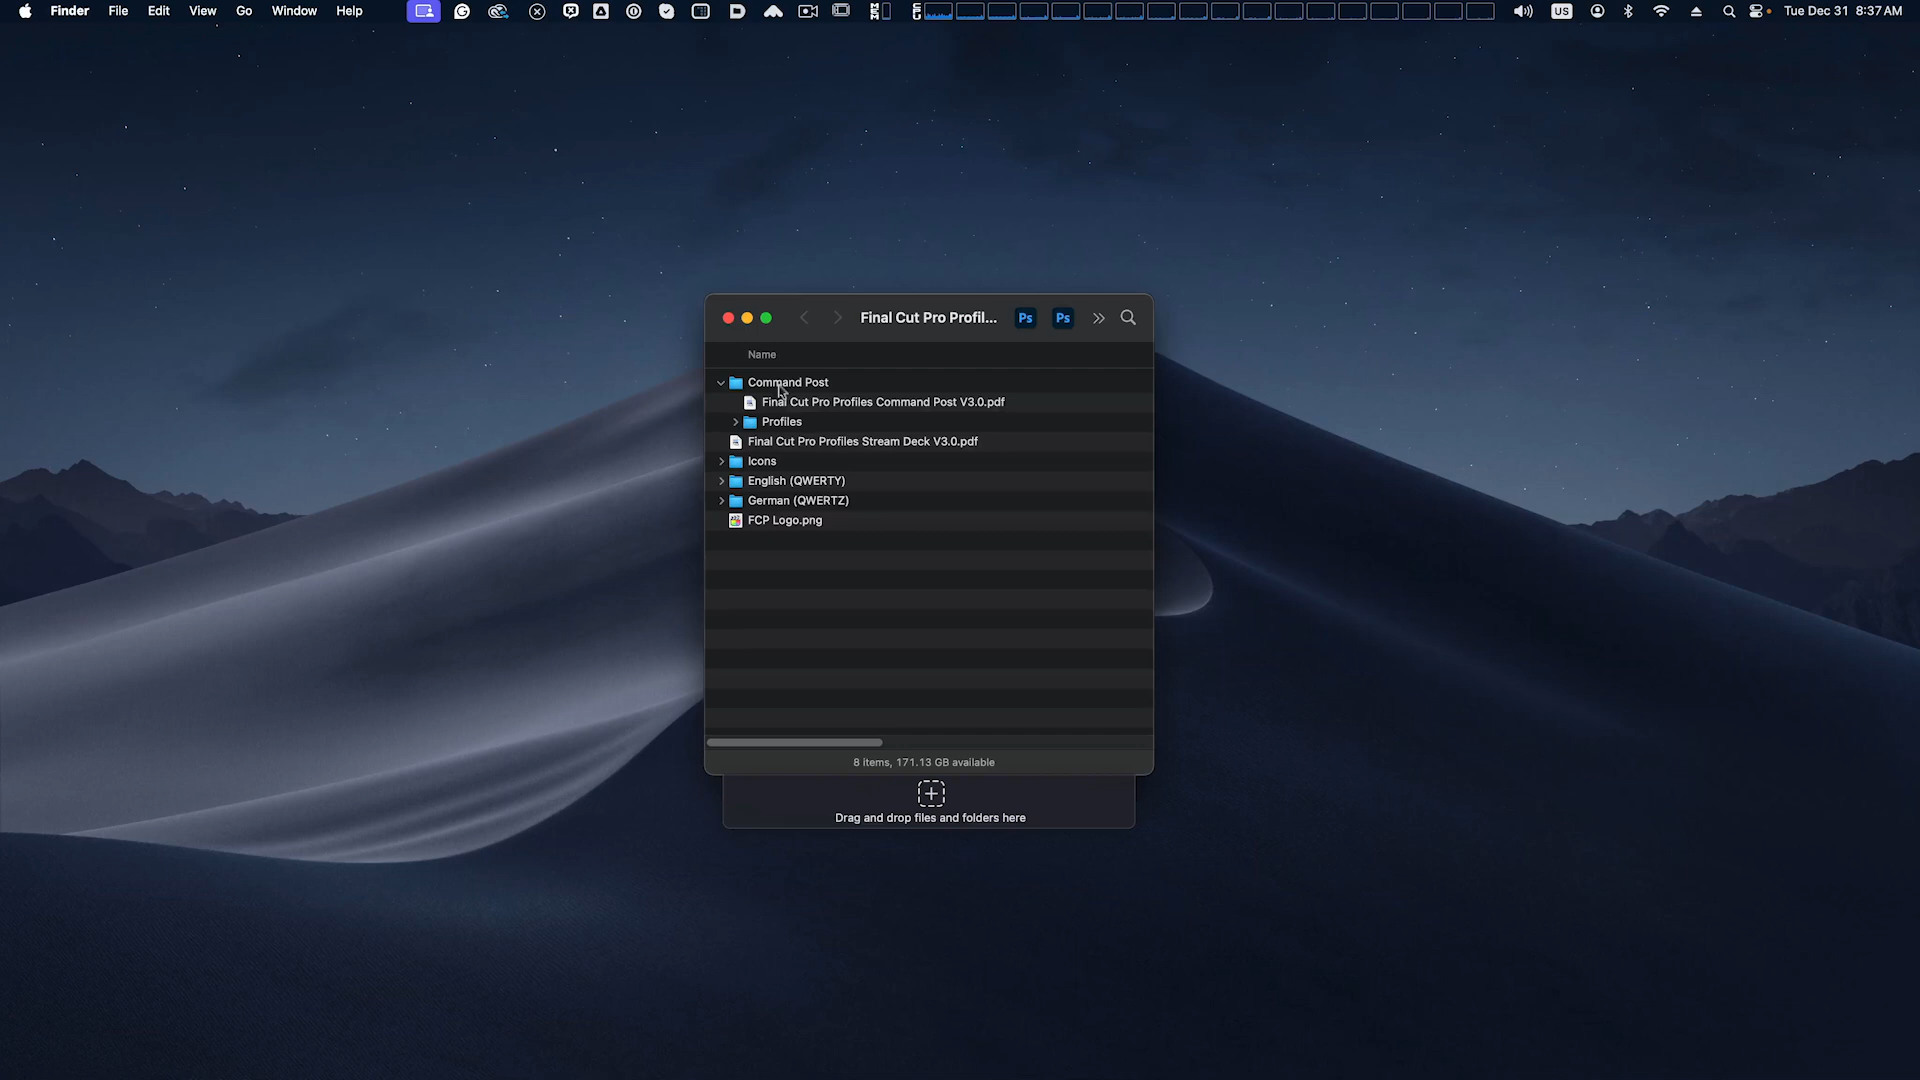 Finder File Edit View Go Window Help US Tue Dec 31 8:37 AM
Final Cut Pro Profil... Ps Ps
Name
Command Post
Final Cut Pro Profiles Command Post V3.0.pdf
Profiles
Final Cut Pro Profiles Stream Deck V3.0.pdf
Icons
English (QWERTY)
German (QWERTZ)
FCP Logo.png
8 items, 171.13 GB available
Drag and drop files and folders here